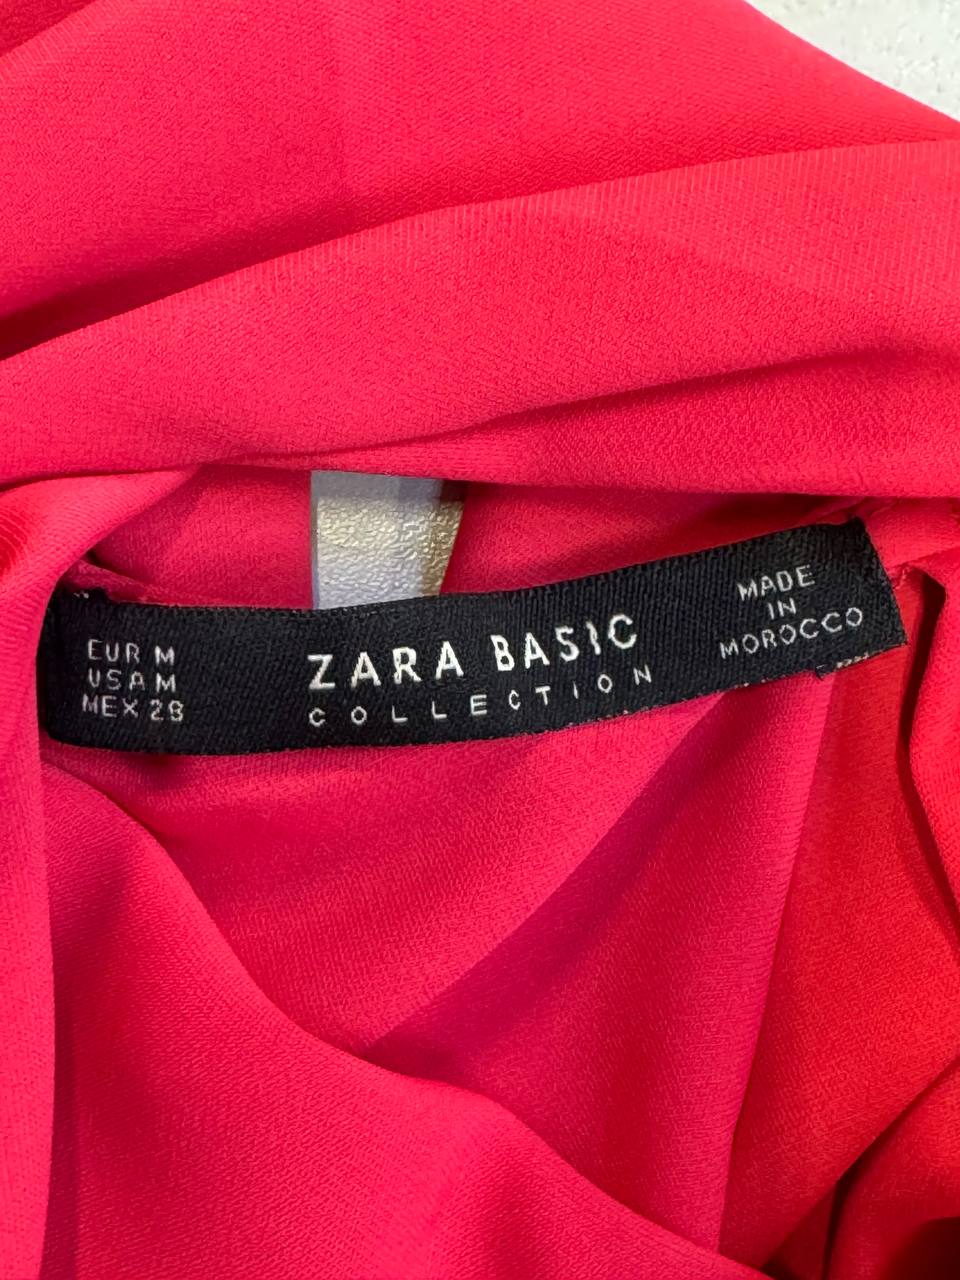 EUR M
USA M
MEX 28
ZARA BASIC
COLLECTION
MADE
IN
MOROCCO